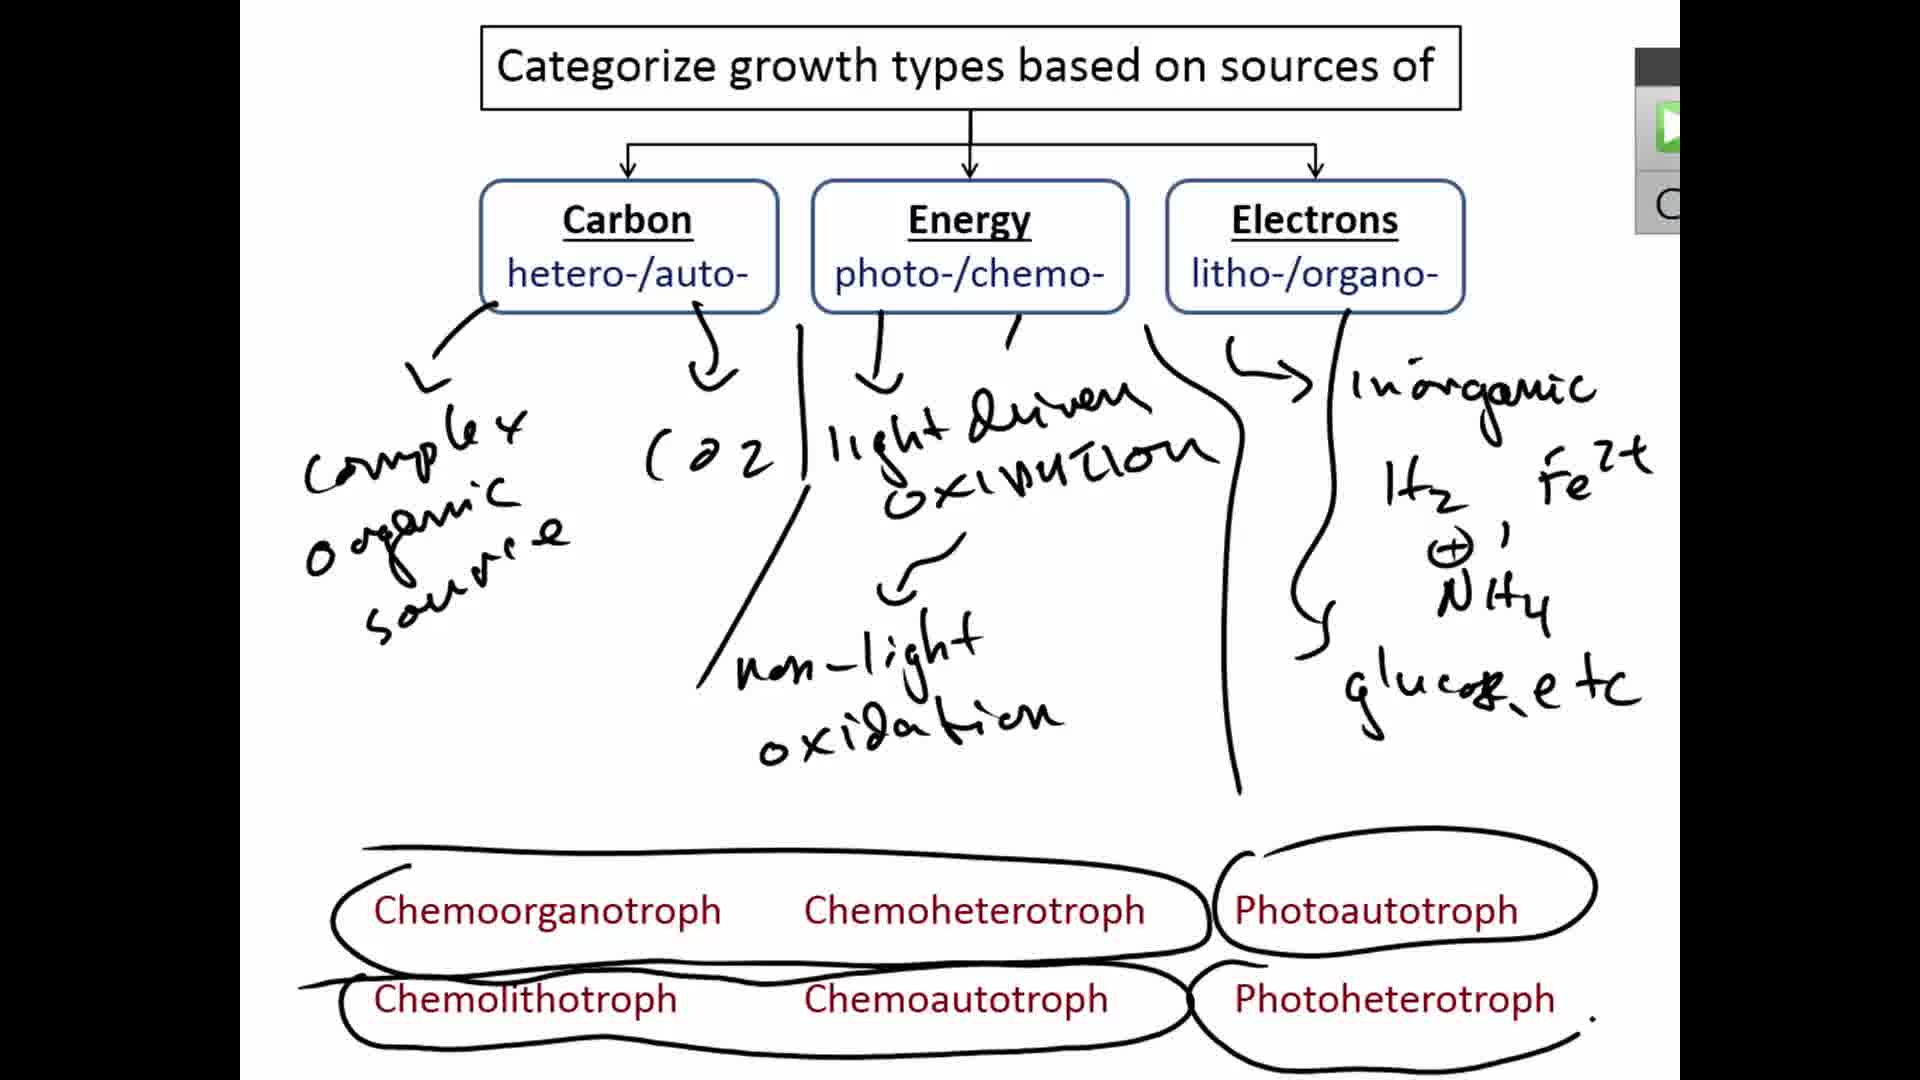 Categorize growth types based on sources of
Carbon
hetero-/auto-
Energy
photo-/chemo-
Electrons
litho-/organo-
complex
organic
source
CO2
light driven
oxidation
non-light
oxidation
inorganic
H2 Fe2+
+ ,
NH4
glucose, etc
Chemoorganotroph Chemoheterotroph Photoautotroph
Chemolithotroph Chemoautotroph Photoheterotroph